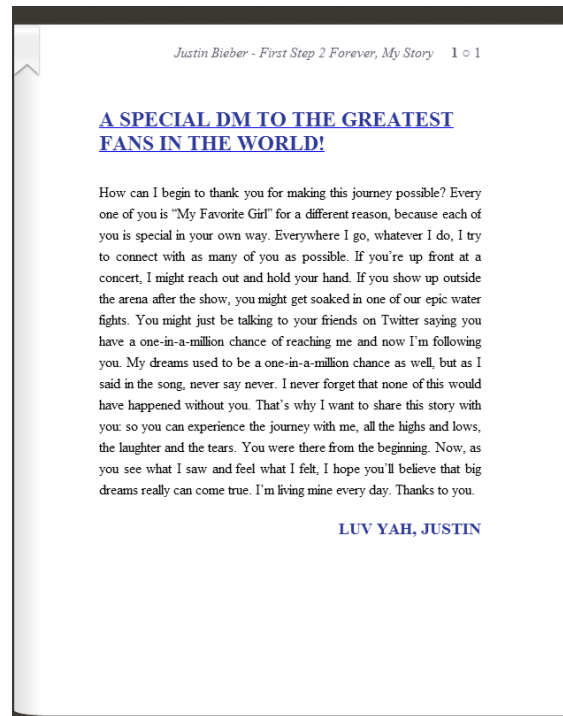 Justin Bieber - First Step 2 Forever, My Story 1 ○ 1
A SPECIAL DM TO THE GREATEST
FANS IN THE WORLD!
How can I begin to thank you for making this journey possible? Every
one of you is “My Favorite Girl” for a different reason, because each of
you is special in your own way. Everywhere I go, whatever I do, I try
to connect with as many of you as possible. If you’re up front at a
concert, I might reach out and hold your hand. If you show up outside
the arena after the show, you might get soaked in one of our epic water
fights. You might just be talking to your friends on Twitter saying you
have a one-in-a-million chance of reaching me and now I’m following
you. My dreams used to be a one-in-a-million chance as well, but as I
said in the song, never say never. I never forget that none of this would
have happened without you. That’s why I want to share this story with
you: so you can experience the journey with me, all the highs and lows,
the laughter and the tears. You were there from the beginning. Now, as
you see what I saw and feel what I felt, I hope you’ll believe that big
dreams really can come true. I’m living mine every day. Thanks to you.
LUV YAH, JUSTIN